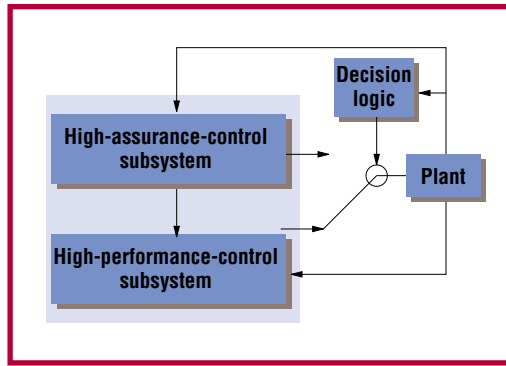 Decision
logic
High-assurance-control
subsystem
Plant
High-performance-control
subsystem